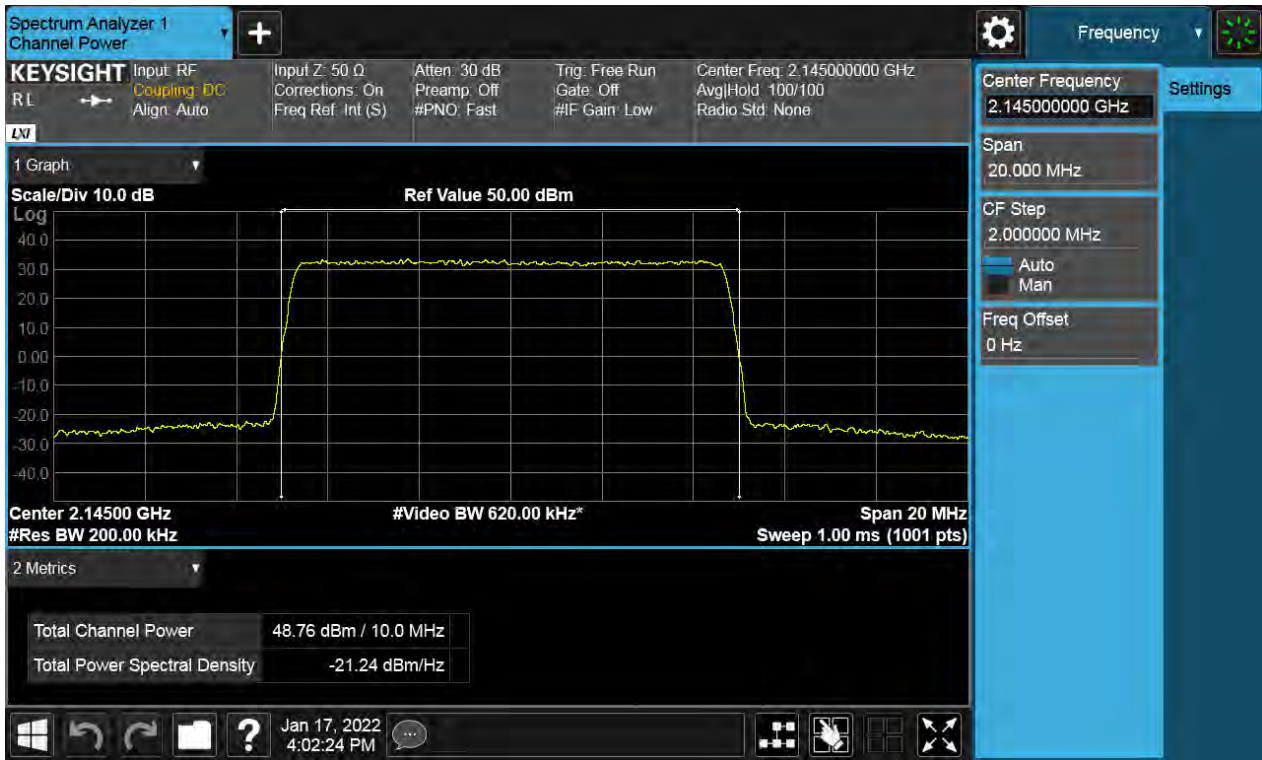 Spectrum Analyzer 1
Channel Power
+
Frequency
KEYSIGHT
RL
LXI
Input: RF
Coupling: DC
Align: Auto
Input Z: 50 Ω
Corrections: On
Freq Ref: Int (S)
Atten: 30 dB
Preamp: Off
#PNO: Fast
Trig: Free Run
Gate: Off
#IF Gain: Low
Center Freq: 2.145000000 GHz
Avg|Hold: 100/100
Radio Std: None
Center Frequency
2.145000000 GHz
Settings
Span
20.000 MHz
CF Step
2.000000 MHz
Auto
Man
Freq Offset
0 Hz
1 Graph
Scale/Div 10.0 dB
Ref Value 50.00 dBm
Log
40.0
30.0
20.0
10.0
0.00
-10.0
-20.0
-30.0
-40.0
Center 2.14500 GHz
#Video BW 620.00 kHz*
Span 20 MHz
#Res BW 200.00 kHz
Sweep 1.00 ms (1001 pts)
2 Metrics
Total Channel Power 48.76 dBm / 10.0 MHz
Total Power Spectral Density -21.24 dBm/Hz
?
Jan 17, 2022
4:02:24 PM